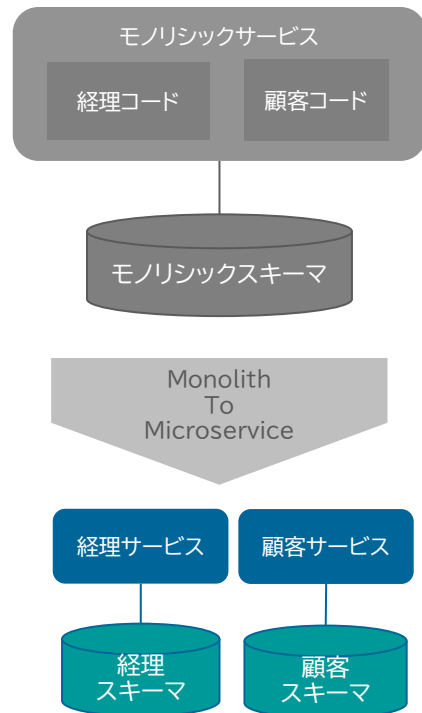 モノリシックサービス
経理コード
顧客コード
モノリシックスキーマ
Monolith
To
Microservice
経理サービス
顧客サービス
経理
スキーマ
顧客
スキーマ